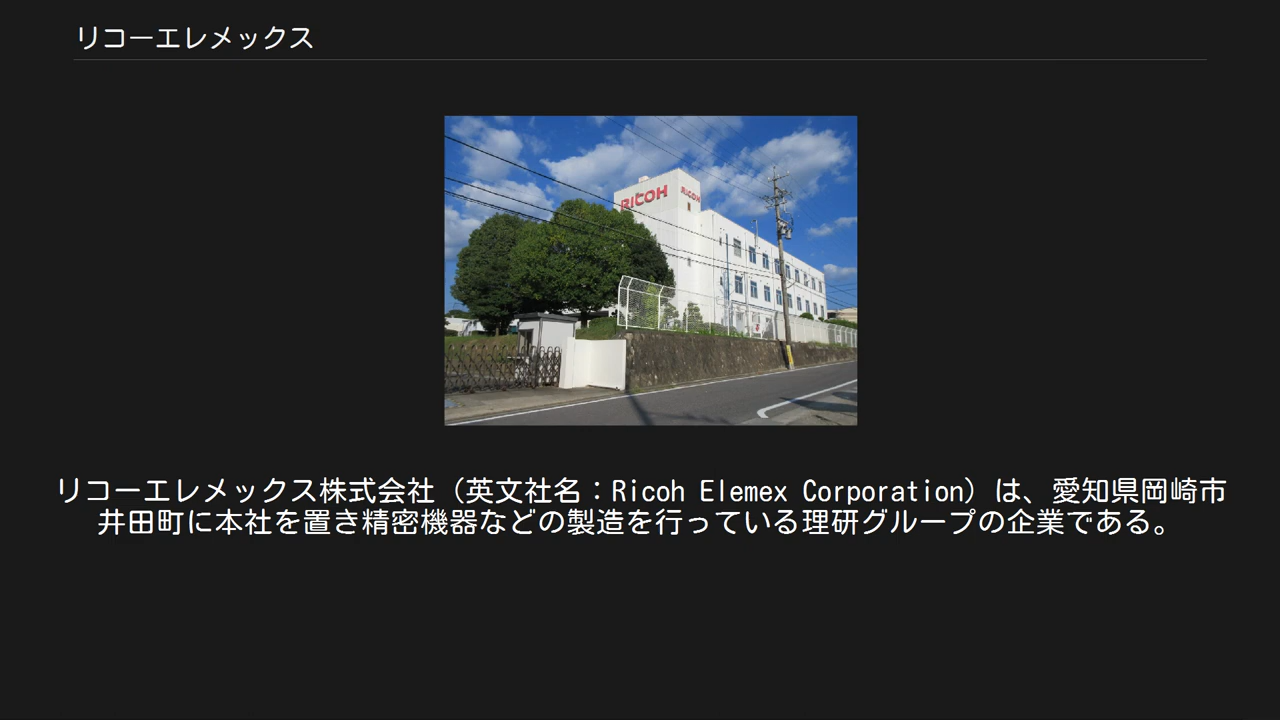 リコーエレメックス
RICOH
RICOH
リコーエレメックス株式会社（英文社名：Ricoh Elemex Corporation）は、愛知県岡崎市
井田町に本社を置き精密機器などの製造を行っている理研グループの企業である。